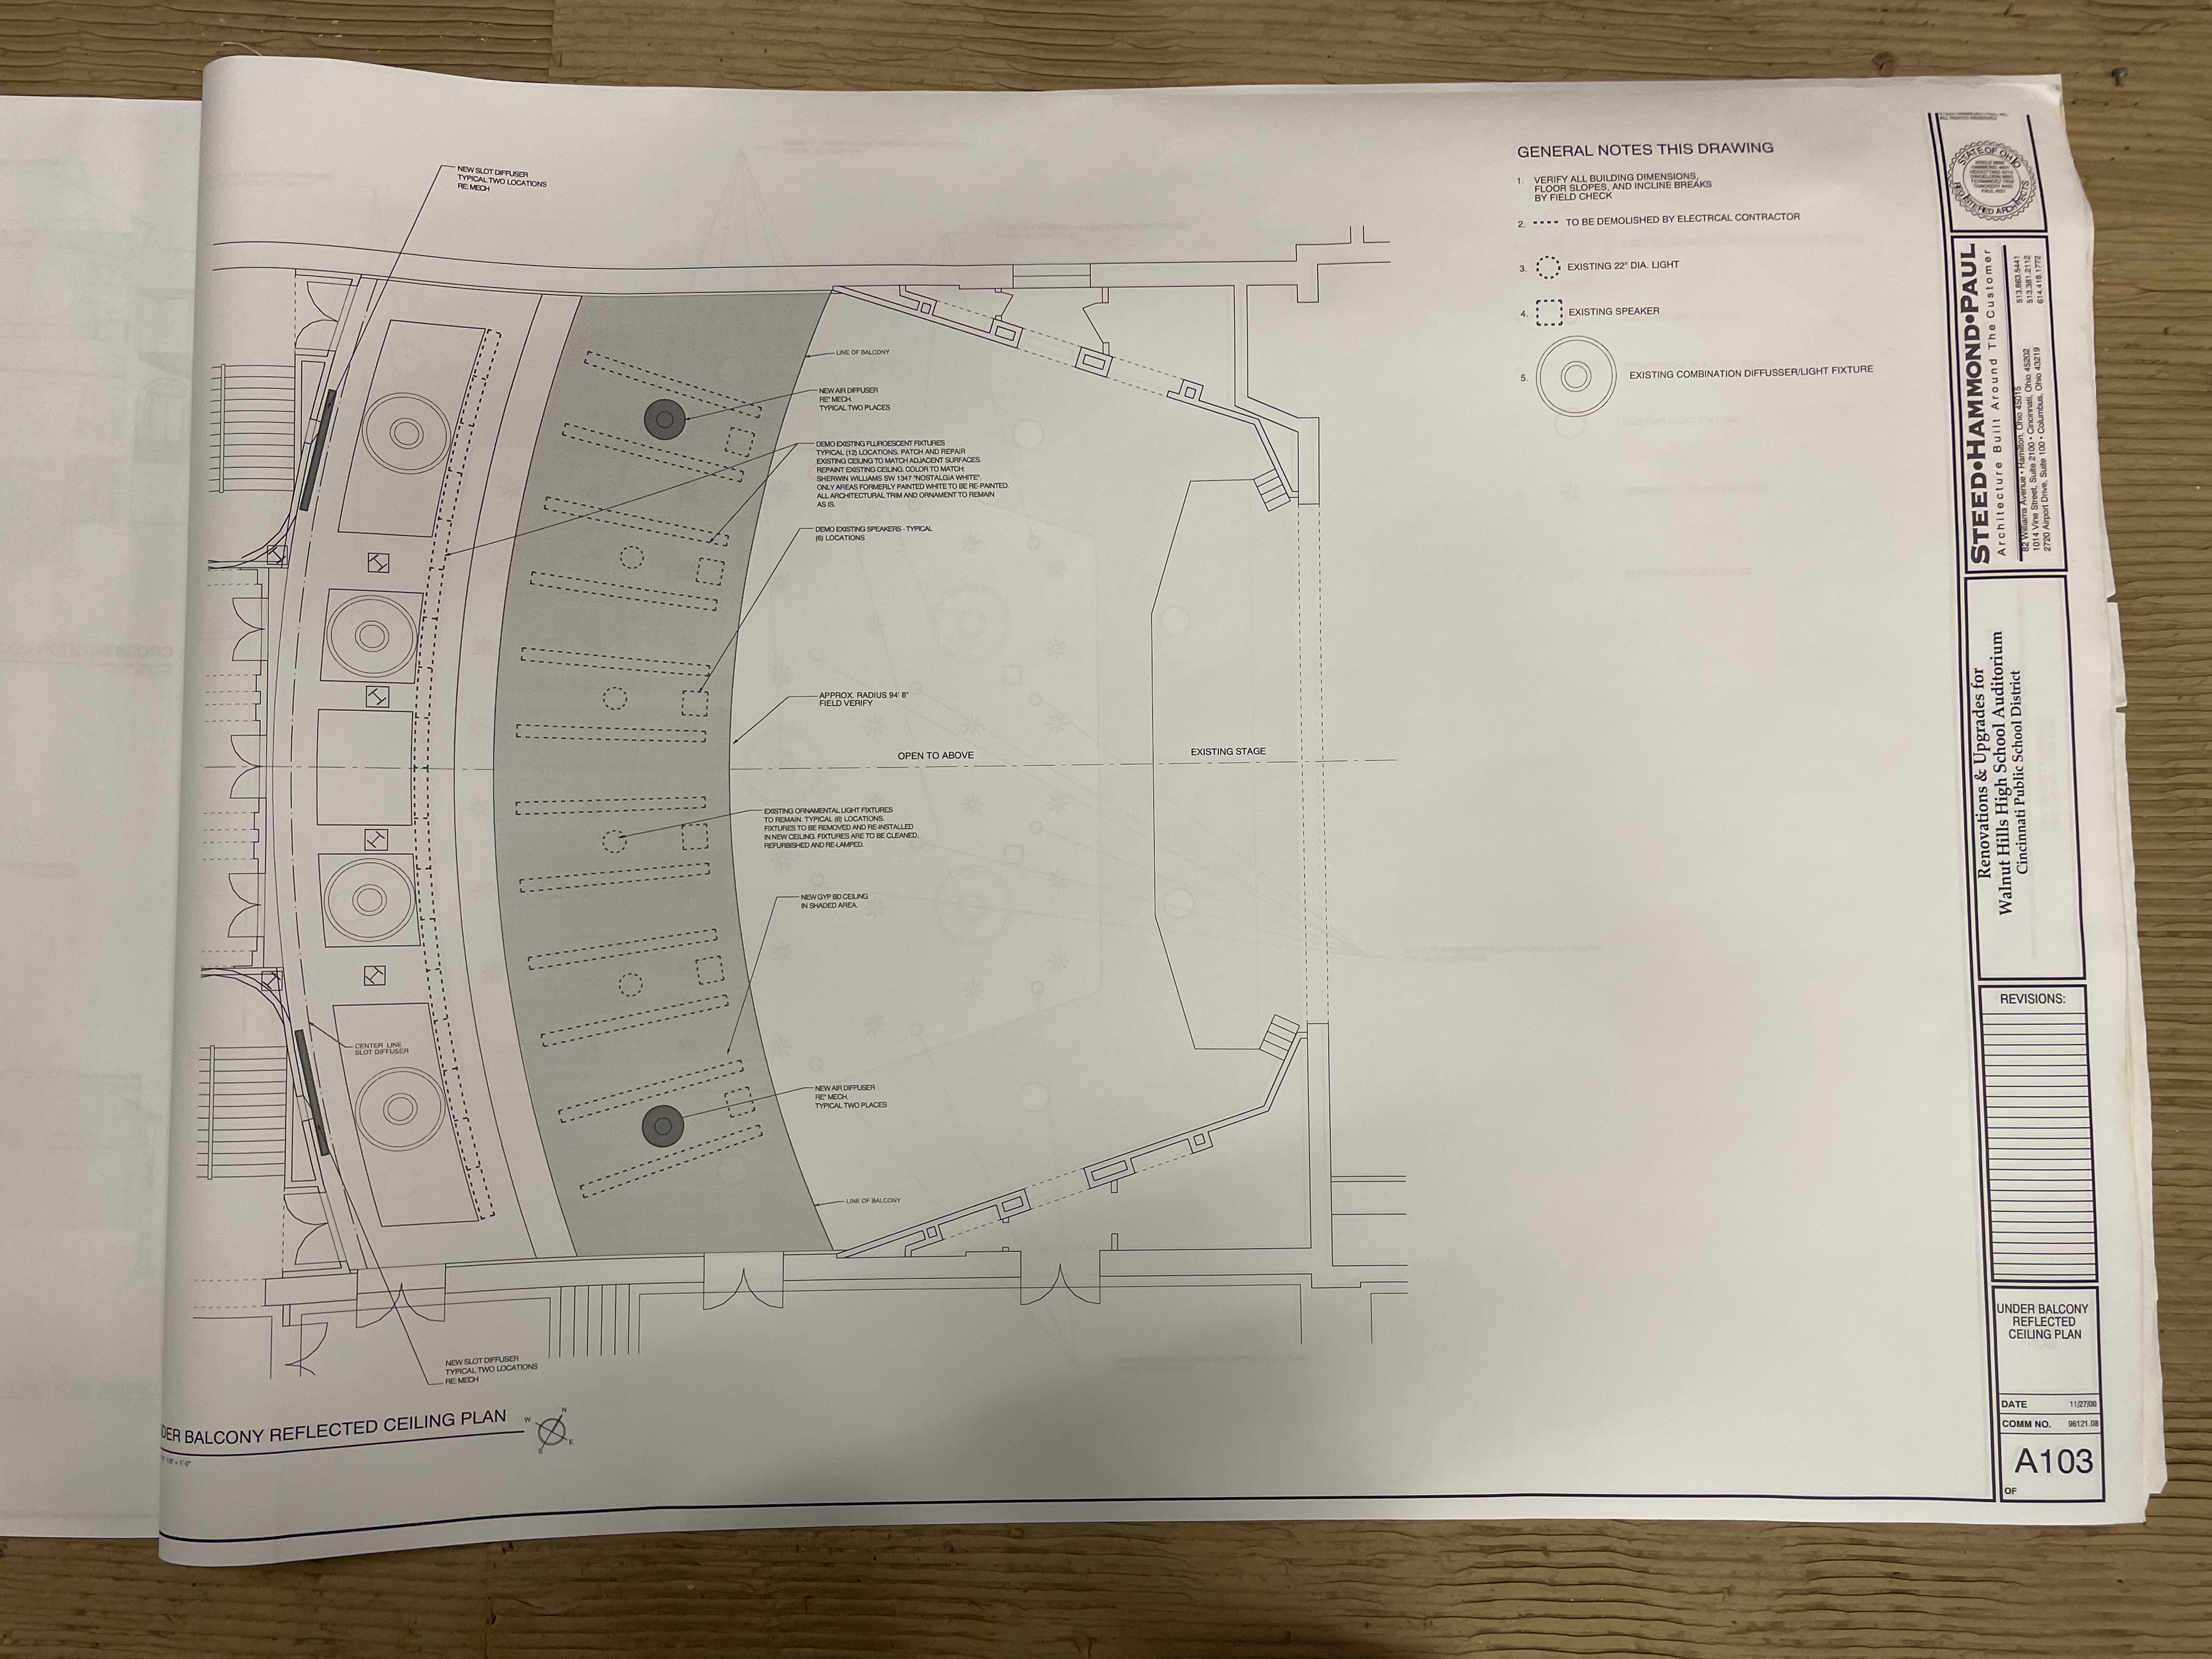 NEW SLOT DIFFUSER
TYPICAL TWO LOCATIONS
RE: MECH
LINE OF BALCONY
NEW AIR DIFFUSER
RE" MECH.
TYPICAL TWO PLACES
DEMO EXISTING FLUROESCENT FIXTURES
TYPICAL (12) LOCATIONS. PATCH AND REPAIR
EXISTING CEILING TO MATCH ADJACENT SURFACES.
REPAINT EXISTING CEILING. COLOR TO MATCH:
SHERWIN WILLIAMS SW 1347 "NOSTALGIA WHITE".
ONLY AREAS FORMERLY PAINTED WHITE TO BE RE-PAINTED.
ALL ARCHITECTURAL TRIM AND ORNAMENT TO REMAIN
AS IS.
DEMO EXISTING SPEAKERS - TYPICAL
(6) LOCATIONS
APPROX. RADIUS 94' 8"
FIELD VERIFY
OPEN TO ABOVE
EXISTING STAGE
EXISTING ORNAMENTAL LIGHT FIXTURES
TO REMAIN. TYPICAL (6) LOCATIONS.
FIXTURES TO BE REMOVED AND RE-INSTALLED
IN NEW CEILING. FIXTURES ARE TO BE CLEANED,
REFURBISHED AND RE-LAMPED.
NEW GYP BD CEILING
IN SHADED AREA.
CENTER LINE
SLOT DIFFUSER
NEW AIR DIFFUSER
RE" MECH.
TYPICAL TWO PLACES
LINE OF BALCONY
NEW SLOT DIFFUSER
TYPICAL TWO LOCATIONS
RE: MECH
DER BALCONY REFLECTED CEILING PLAN
N
W
E
S
1/8" = 1'-0"
GENERAL NOTES THIS DRAWING
1. VERIFY ALL BUILDING DIMENSIONS,
FLOOR SLOPES, AND INCLINE BREAKS
BY FIELD CHECK
2. TO BE DEMOLISHED BY ELECTRCAL CONTRACTOR
3. EXISTING 22" DIA. LIGHT
4. EXISTING SPEAKER
5. EXISTING COMBINATION DIFFUSSER/LIGHT FIXTURE
ALL RIGHTS RESERVED
STATE OF OHIO
REGISTERED ARCHITECTS
STEED•HAMMOND•PAUL
Architecture Built Around The Customer
82 Williams Avenue • Hamilton, Ohio 45015 513.863.5441
1014 Vine Street, Suite 2100 • Cincinnati, Ohio 45202 513.381.2112
2720 Airport Drive, Suite 100 • Columbus, Ohio 43219 614.418.1772
Renovations & Upgrades for
Walnut Hills High School Auditorium
Cincinnati Public School District
REVISIONS:
UNDER BALCONY
REFLECTED
CEILING PLAN
DATE 11/27/00
COMM NO. 96121.08
A103
OF